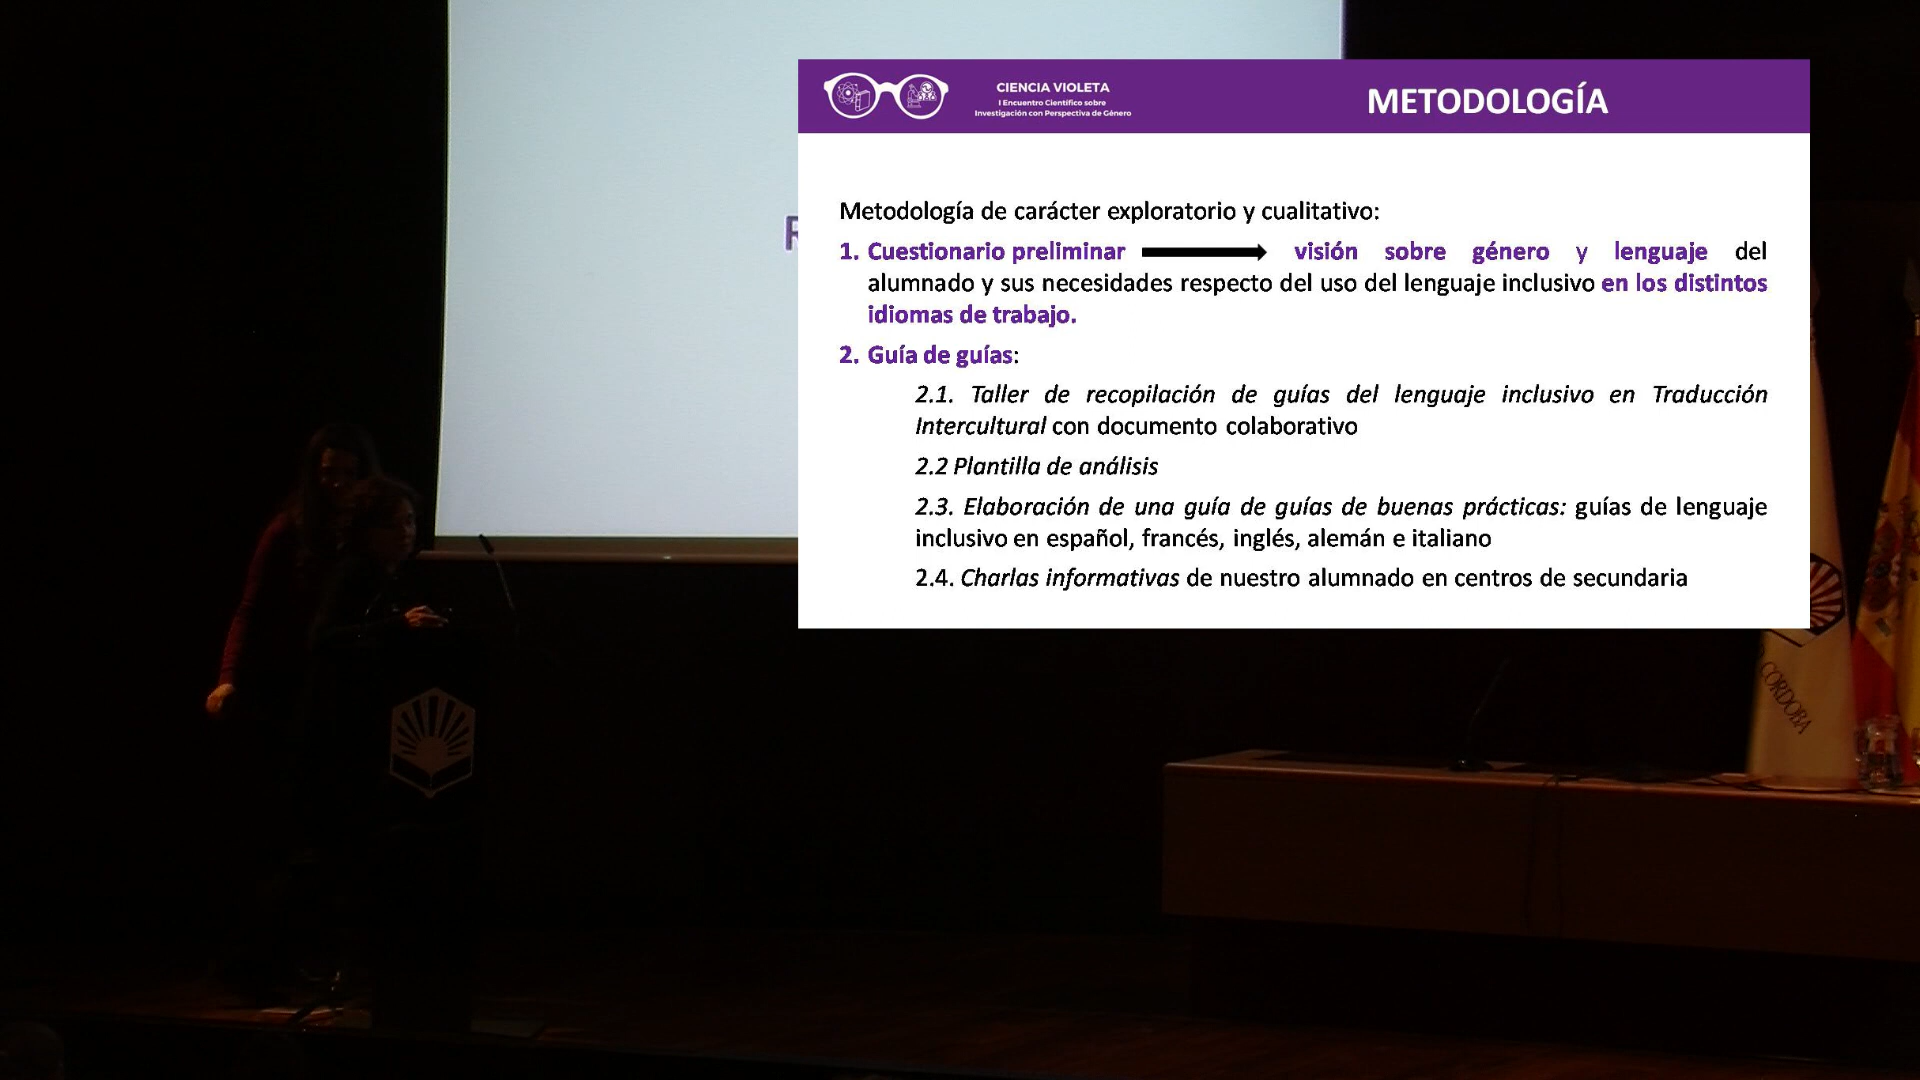 CIENCIA VIOLETA
I Encuentro Científico sobre
Investigación con Perspectiva de Género
METODOLOGÍA
Metodología de carácter exploratorio y cualitativo:
1. Cuestionario preliminar visión sobre género y lenguaje del
alumnado y sus necesidades respecto del uso del lenguaje inclusivo en los distintos
idiomas de trabajo.
2. Guía de guías:
2.1. Taller de recopilación de guías del lenguaje inclusivo en Traducción
Intercultural con documento colaborativo
2.2 Plantilla de análisis
2.3. Elaboración de una guía de guías de buenas prácticas: guías de lenguaje
inclusivo en español, francés, inglés, alemán e italiano
2.4. Charlas informativas de nuestro alumnado en centros de secundaria
CORDOBA